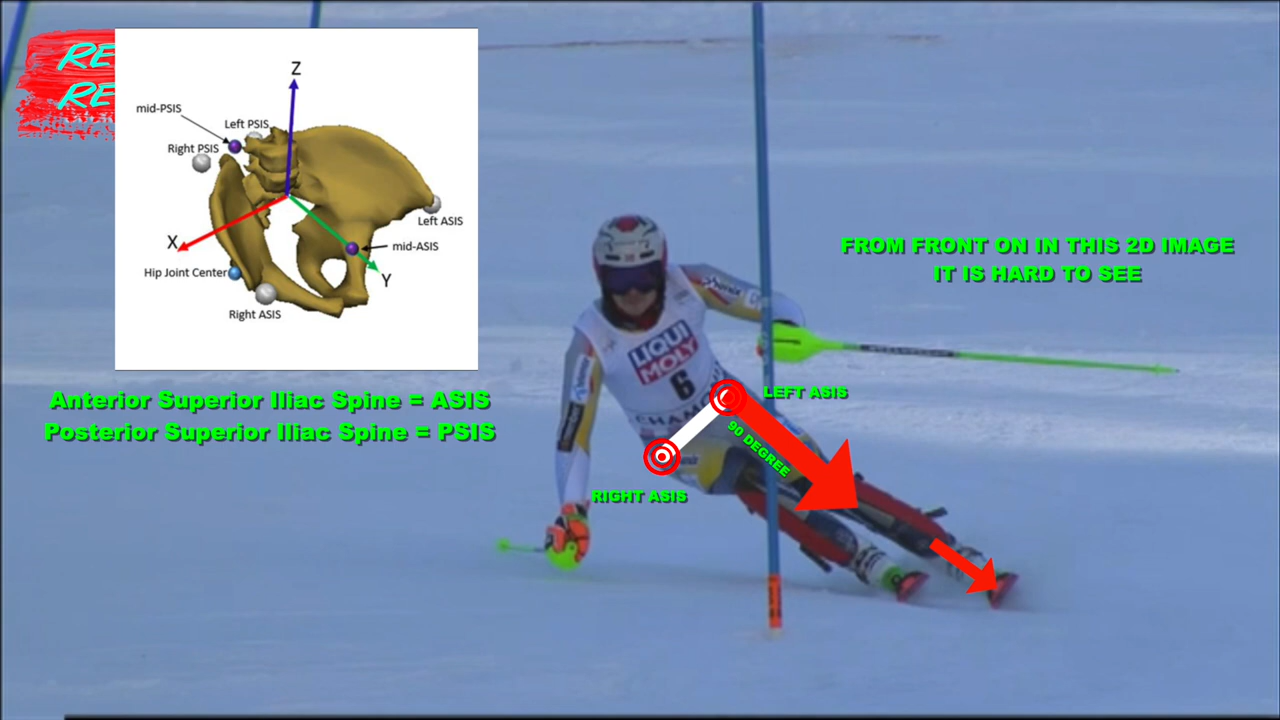 RE
RE
Z
mid-PSIS
Left PSIS
Right PSIS
Left ASIS
X
mid-ASIS
Hip Joint Center
Y
Right ASIS
Anterior Superior Iliac Spine = ASIS
Posterior Superior Iliac Spine = PSIS
FROM FRONT ON IN THIS 2D IMAGE
IT IS HARD TO SEE
LIQUI
MOLY
6
LEFT ASIS
90 DEGREE
RIGHT ASIS